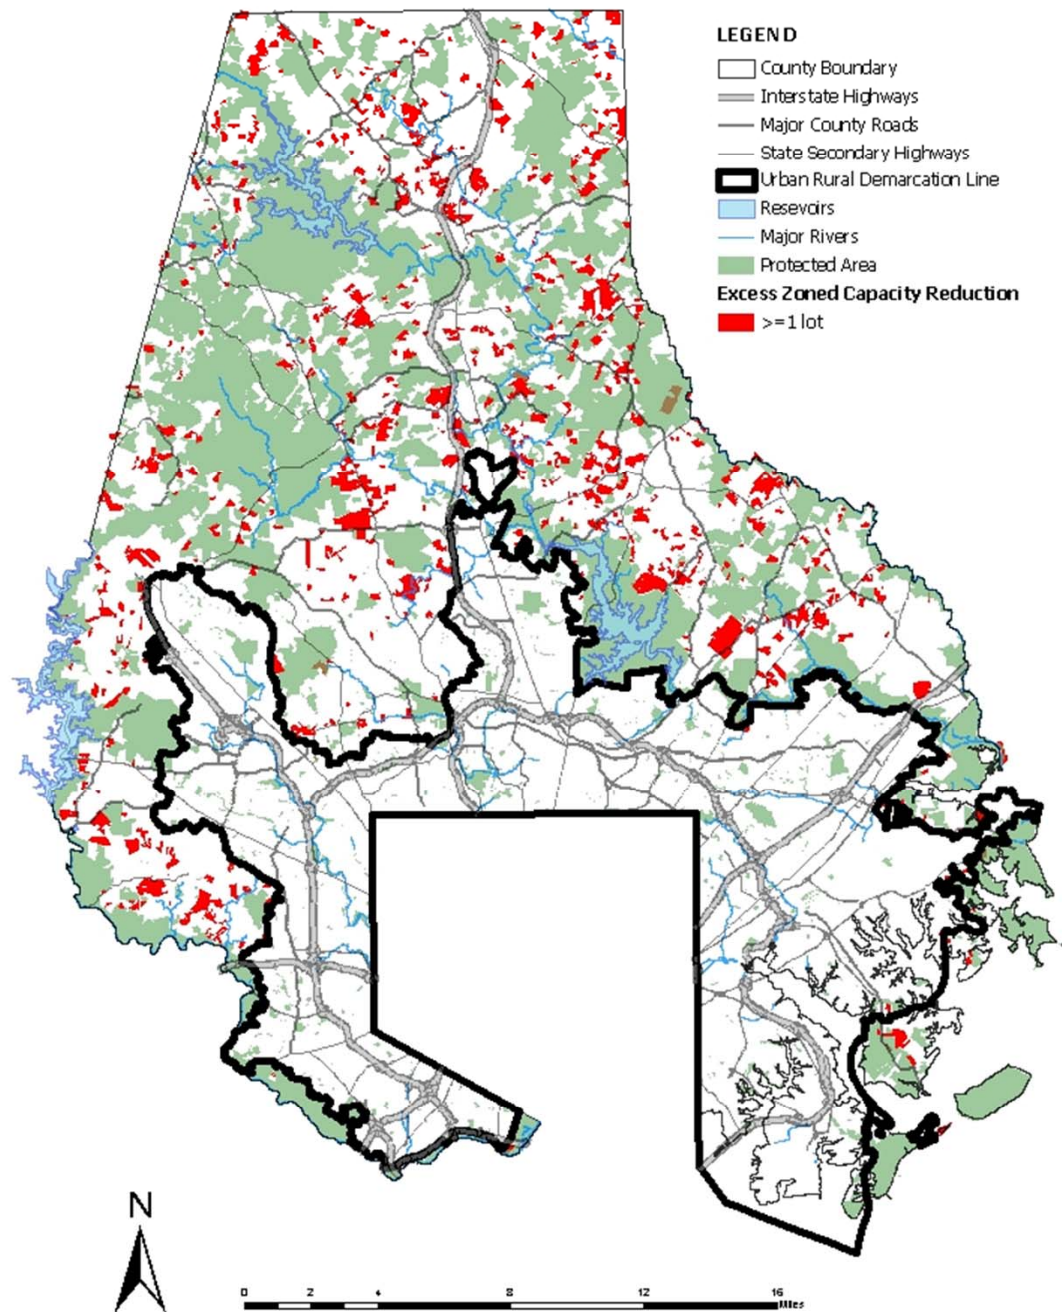 LEGEND
County Boundary
Interstate Highways
Major County Roads
State Secondary Highways
Urban Rural Demarcation Line
Resevoirs
Major Rivers
Protected Area
Excess Zoned Capacity Reduction
>=1 lot
N
0 2 4 8 12 16
Miles